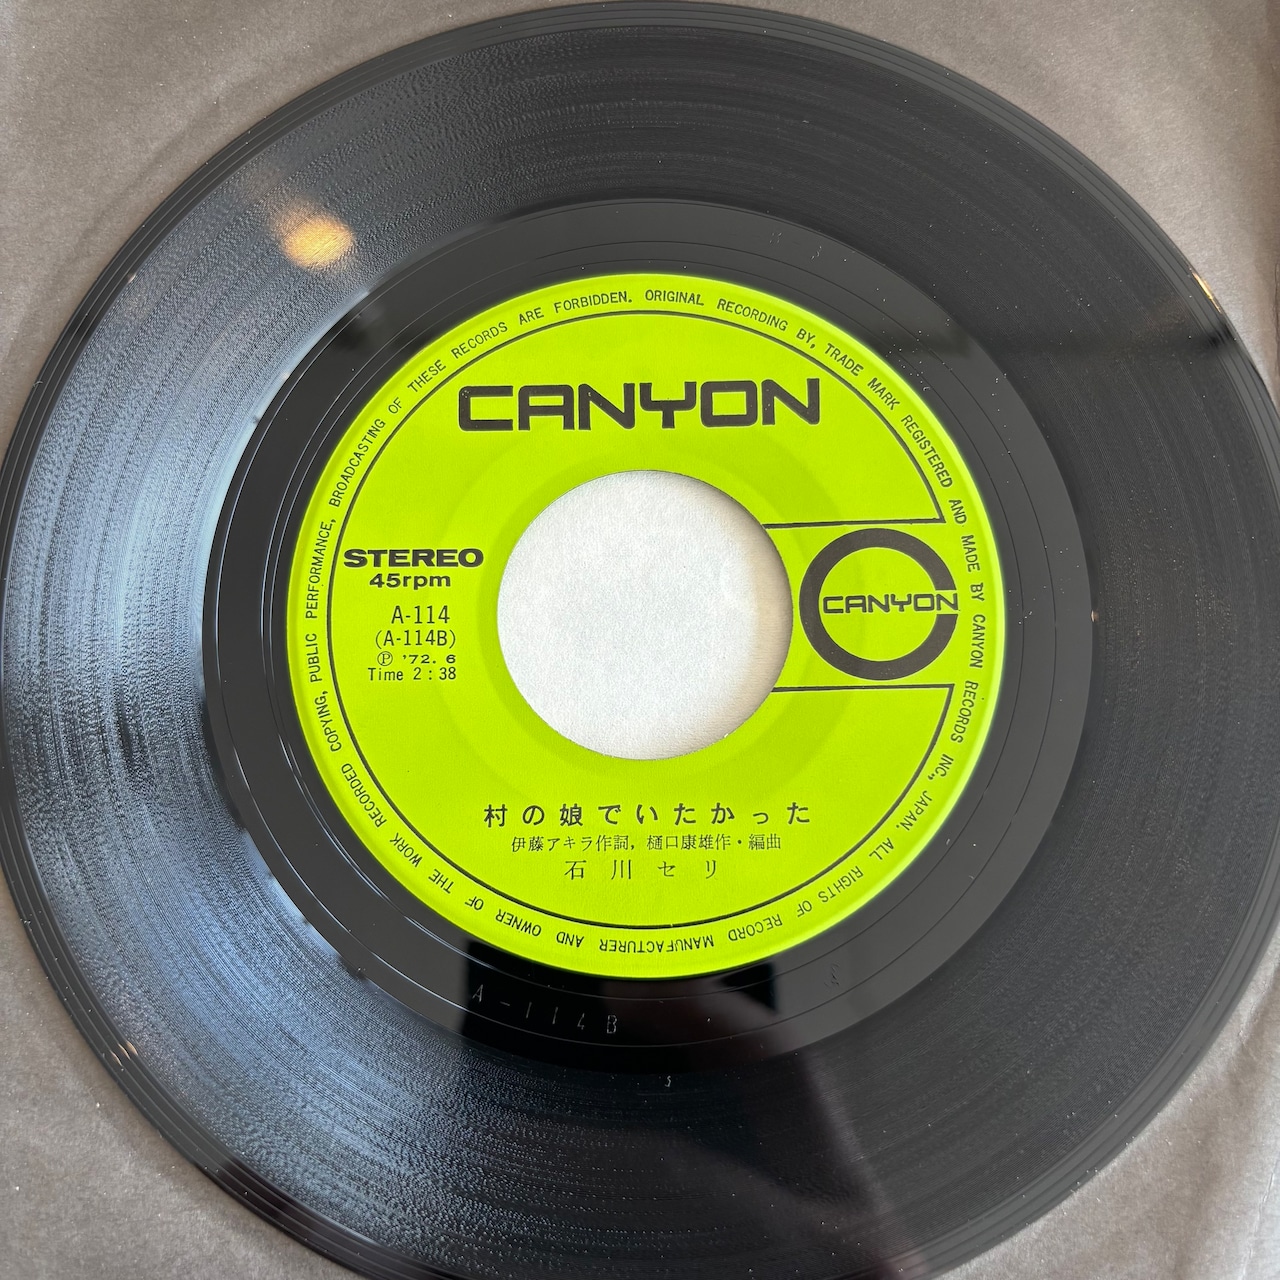 CANYON
STEREO
45rpm
A-114
(A-114B)
Ⓟ '72. 6
Time 2:38
CANYON
村の娘でいたかった
伊藤アキラ作詞, 樋口康雄作・編曲
石川セリ
ORIGINAL RECORDING BY, TRADE MARK REGISTERED AND MADE BY CANYON RECORDS INC., JAPAN. ALL RIGHTS OF RECORD MANUFACTURER AND OWNER OF THE WORK RECORDED COPYING, PUBLIC PERFORMANCE, BROADCASTING OF THESE RECORDS ARE FORBIDDEN.
A-114B